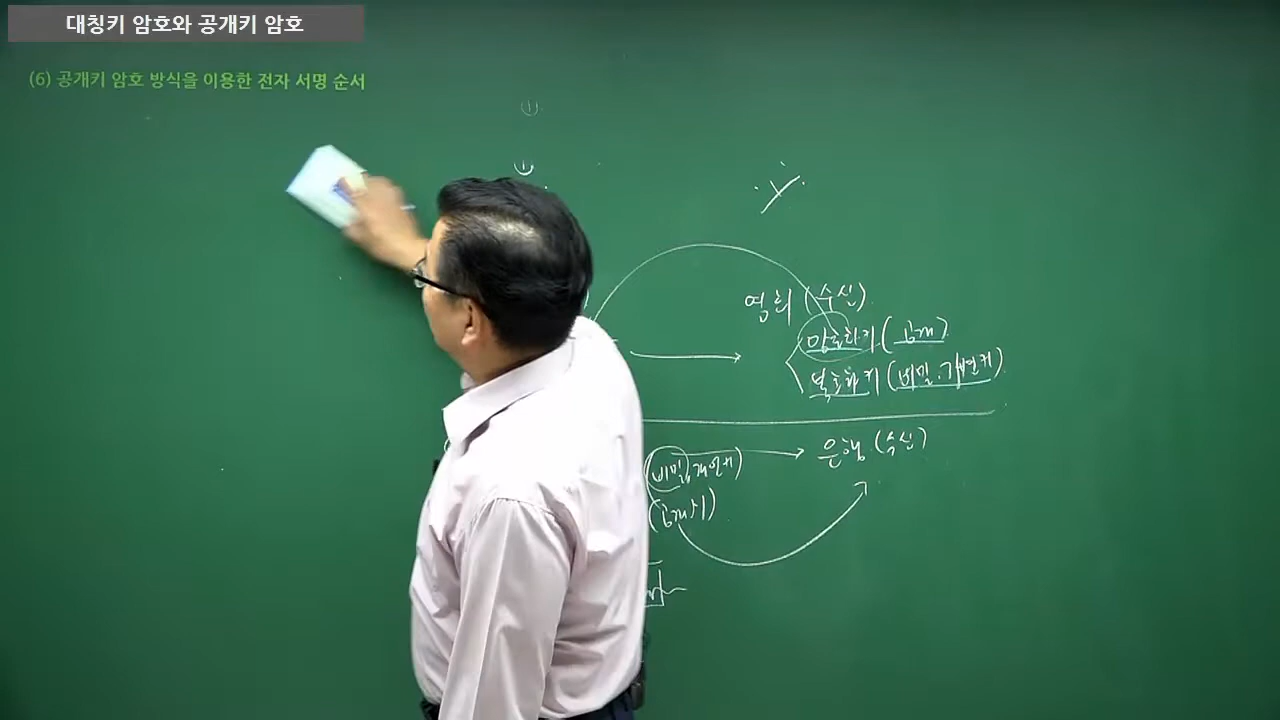 대칭키 암호와 공개키 암호
(6) 공개키 암호 방식을 이용한 전자 서명 순서
영희 (수신)
암호화키 (공개)
복호화키 (비밀, 개인키)
은행 (수신)
(비밀, 개인키)
(공개키)